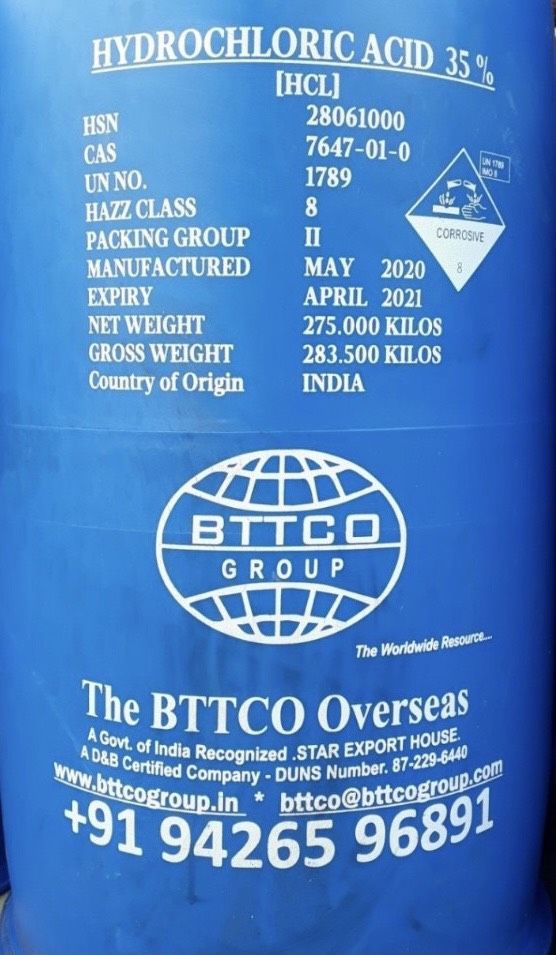 HYDROCHLORIC ACID 35 %
[HCL]
HSN 28061000
CAS 7647-01-0
UN NO. 1789
HAZZ CLASS 8
PACKING GROUP II
MANUFACTURED MAY 2020
EXPIRY APRIL 2021
NET WEIGHT 275.000 KILOS
GROSS WEIGHT 283.500 KILOS
Country of Origin INDIA
UN 1789
IMO 8
CORROSIVE
8
BTTCO
GROUP
The Worldwide Resource....
The BTTCO Overseas
A Govt. of India Recognized .STAR EXPORT HOUSE.
A D&B Certified Company - DUNS Number. 87-229-6440
www.bttcogroup.in * bttco@bttcogroup.com
+91 94265 96891